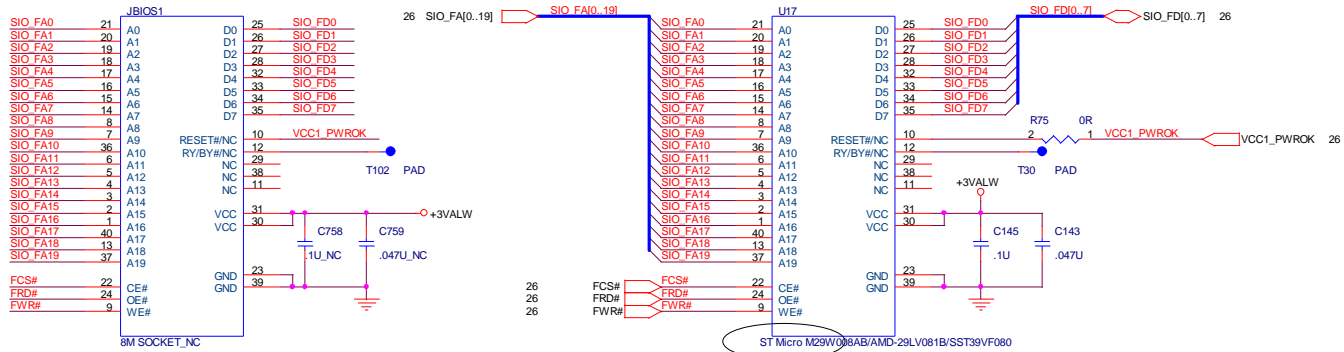 JBIOS1
SIO_FA0 21 A0 D0 25 SIO_FD0
SIO_FA1 20 A1 D1 26 SIO_FD1
SIO_FA2 19 A2 D2 27 SIO_FD2
SIO_FA3 18 A3 D3 28 SIO_FD3
SIO_FA4 17 A4 D4 32 SIO_FD4
SIO_FA5 16 A5 D5 33 SIO_FD5
SIO_FA6 15 A6 D6 34 SIO_FD6
SIO_FA7 14 A7 D7 35 SIO_FD7
SIO_FA8 8 A8
SIO_FA9 7 A9 RESET#/NC 10 VCC1_PWROK
SIO_FA10 36 A10 RY/BY#/NC 12
SIO_FA11 6 A11 NC 29
T102 PAD
SIO_FA12 5 A12 NC 38
SIO_FA13 4 A13 NC 11
SIO_FA14 3 A14
SIO_FA15 2 A15 VCC 31 +3VALW
SIO_FA16 1 A16 VCC 30
SIO_FA17 40 A17 C758 C759
SIO_FA18 13 A18 .1U_NC .047U_NC
SIO_FA19 37 A19
GND 23
FCS# 22 CE# GND 39
FRD# 24 OE#
FWR# 9 WE#
8M SOCKET_NC
26 SIO_FA[0..19] SIO_FA[0..19]
U17
SIO_FD[0..7] SIO_FD[0..7] 26
SIO_FA0 21 A0 D0 25 SIO_FD0
SIO_FA1 20 A1 D1 26 SIO_FD1
SIO_FA2 19 A2 D2 27 SIO_FD2
SIO_FA3 18 A3 D3 28 SIO_FD3
SIO_FA4 17 A4 D4 32 SIO_FD4
SIO_FA5 16 A5 D5 33 SIO_FD5
SIO_FA6 15 A6 D6 34 SIO_FD6
SIO_FA7 14 A7 D7 35 SIO_FD7
SIO_FA8 8 A8
R75 0R
SIO_FA9 7 A9 RESET#/NC 10 2 1 VCC1_PWROK VCC1_PWROK 26
SIO_FA10 36 A10 RY/BY#/NC 12
SIO_FA11 6 A11 NC 29
T30 PAD
SIO_FA12 5 A12 NC 38
SIO_FA13 4 A13 NC 11
+3VALW
SIO_FA14 3 A14
SIO_FA15 2 A15 VCC 31
SIO_FA16 1 A16 VCC 30
SIO_FA17 40 A17 C145 C143
SIO_FA18 13 A18 .1U .047U
SIO_FA19 37 A19
GND 23
26 FCS# FCS# 22 CE# GND 39
26 FRD# FRD# 24 OE#
26 FWR# FWR# 9 WE#
ST Micro M29W008AB/AMD-29LV081B/SST39VF080